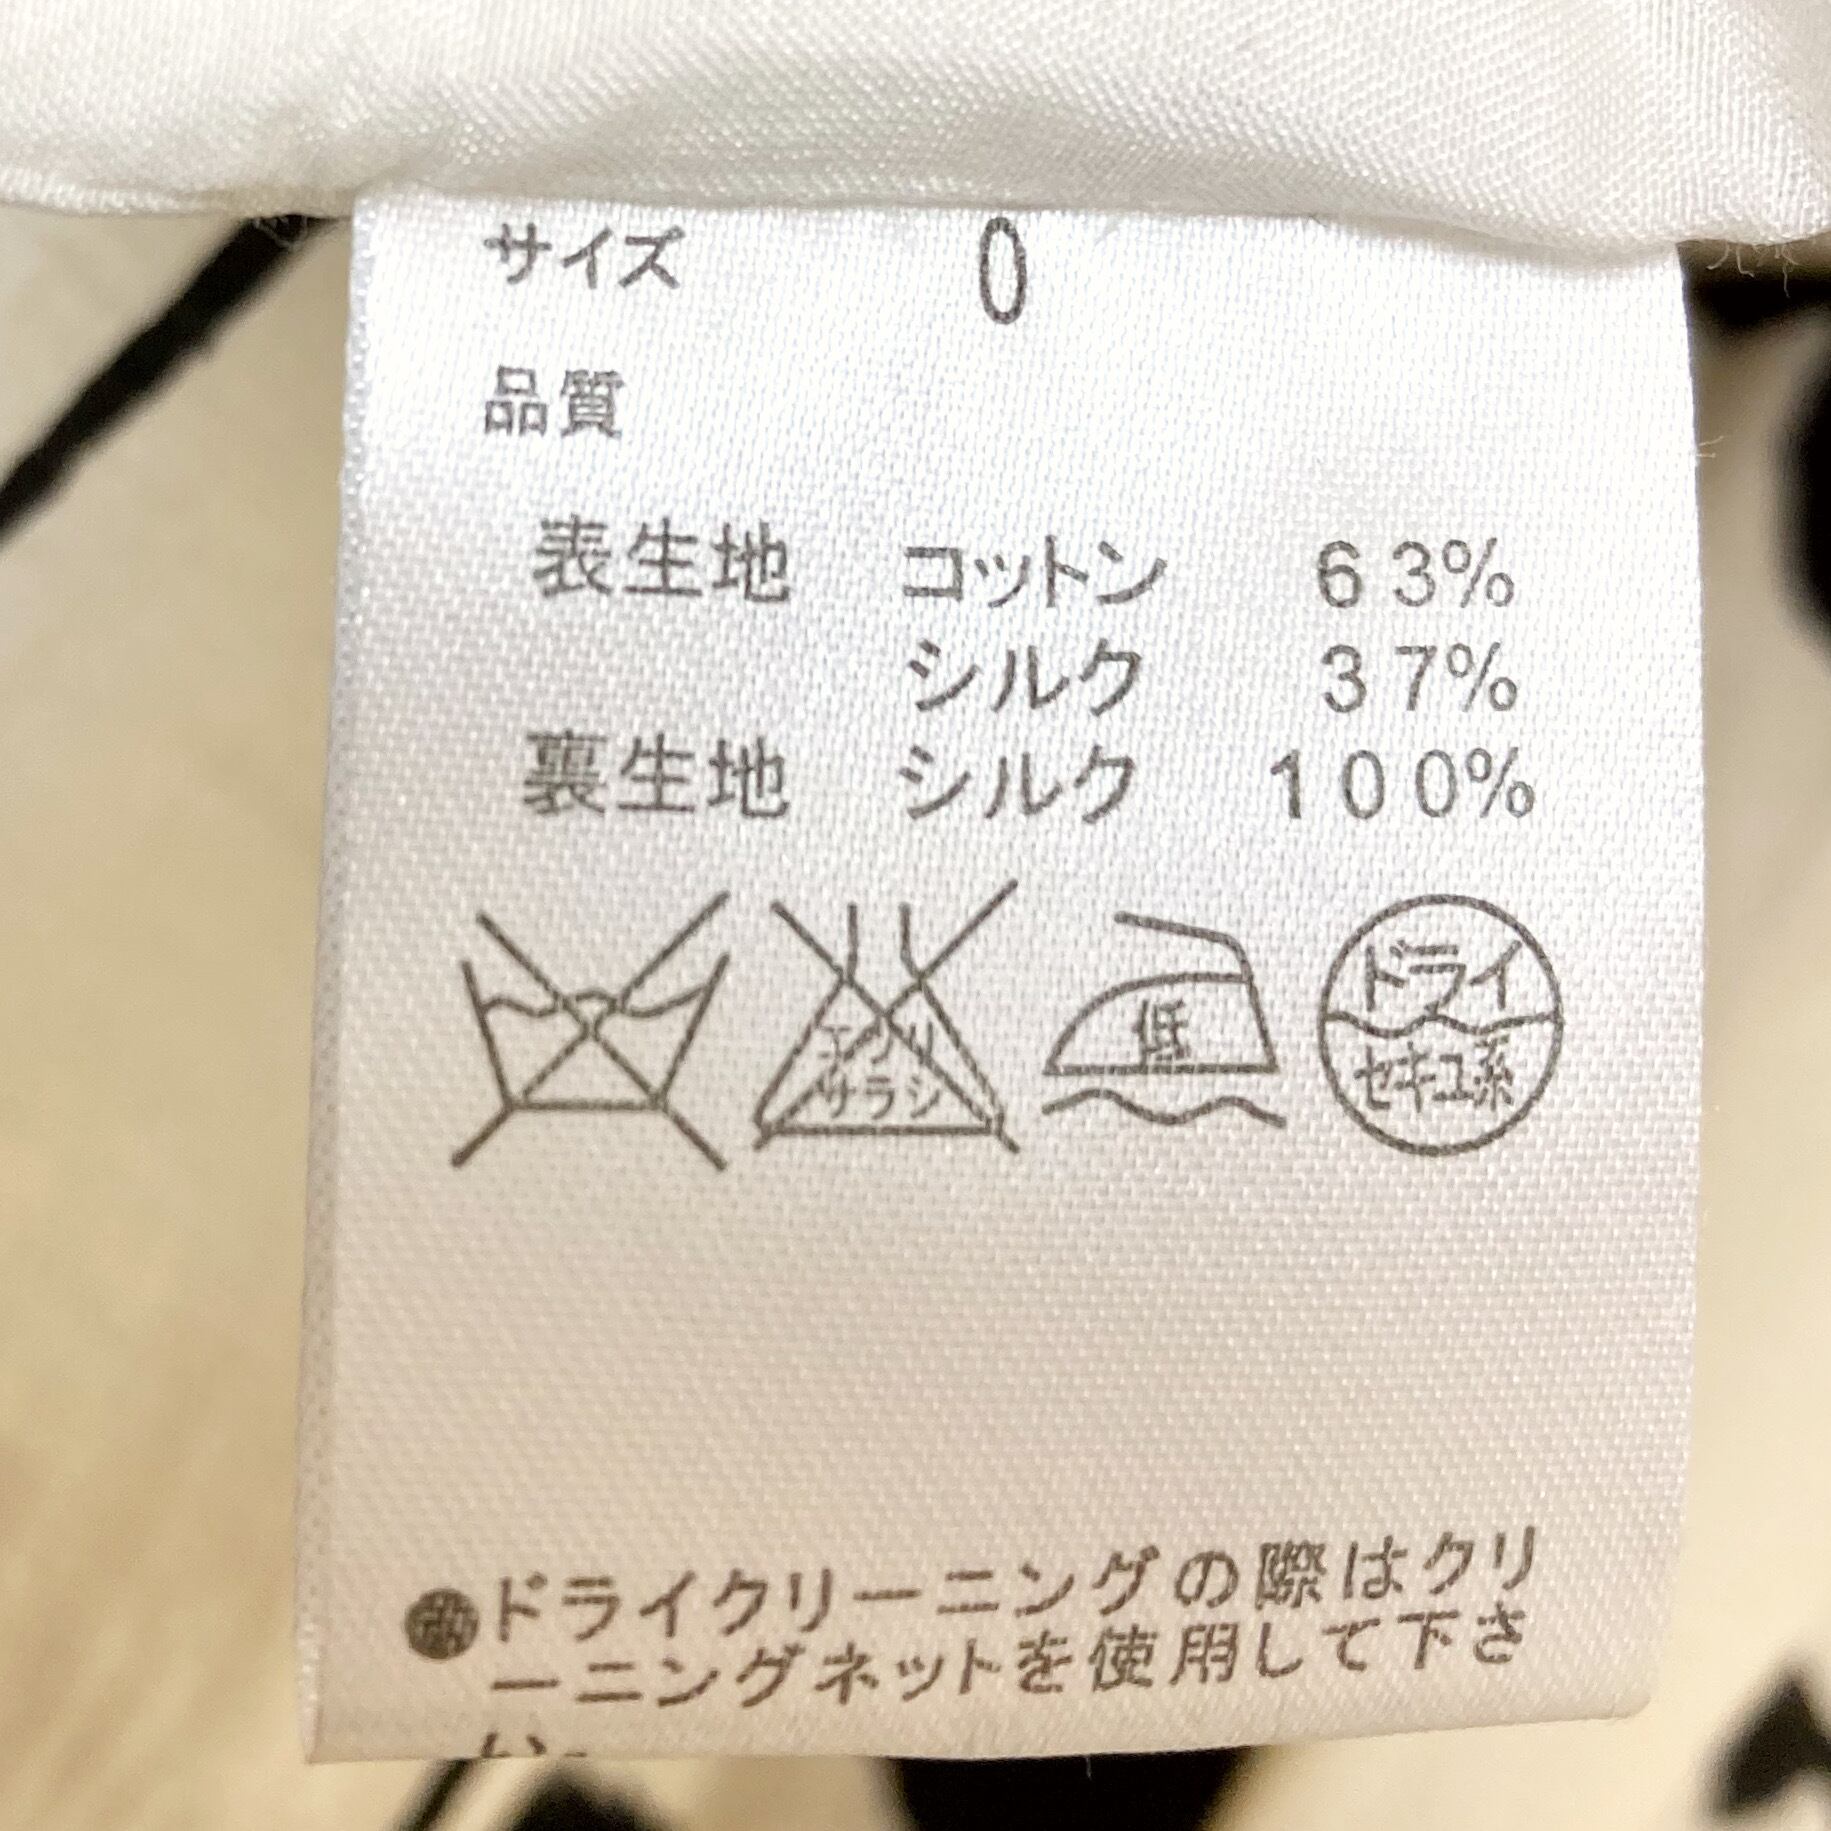 サイズ 0
品質
表生地 コットン 63%
シルク 37%
裏生地 シルク 100%
エンソ
サラシ
低
ドライ
セキユ系
●ドライクリーニングの際はクリ
ーニングネットを使用して下さ
い。